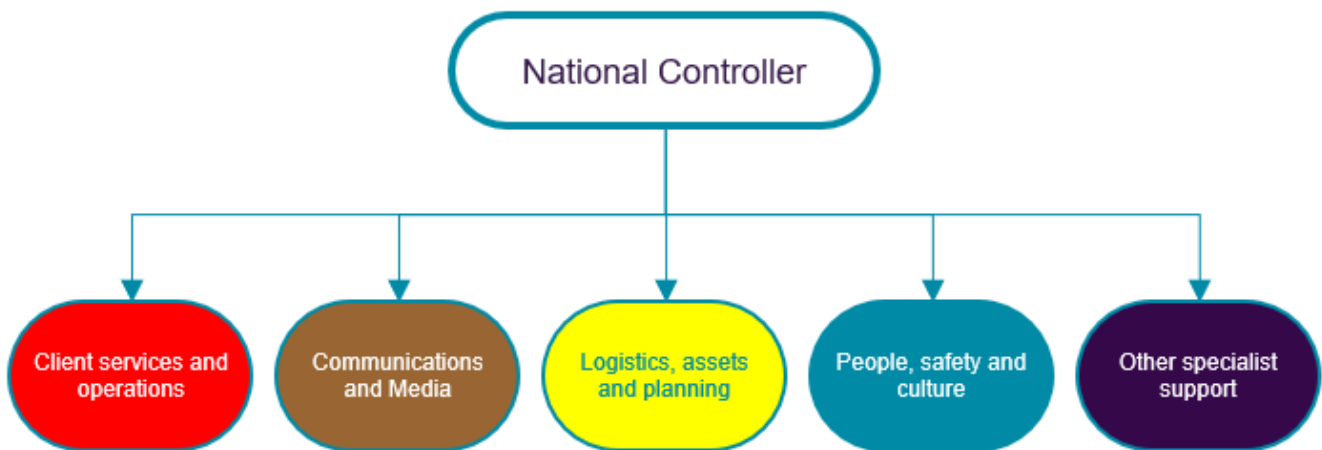 National Controller
Client services and
operations
Communications
and Media
Logistics, assets
and planning
People, safety and
culture
Other specialist
support